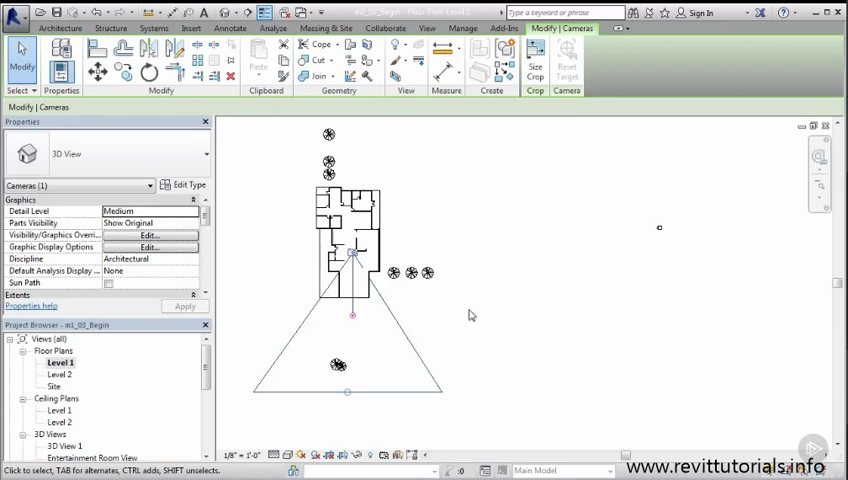 m1_03_Begin - Floor Plan: Level 1
Type a keyword or phrase
Sign In
Architecture Structure Systems Insert Annotate Analyze Massing & Site Collaborate View Manage Add-Ins Modify | Cameras
Modify
Properties
Paste
Cope
Cut
Join
Size Crop
Reset Target
Select Properties Modify Clipboard Geometry View Measure Create Crop Camera
Modify | Cameras
Properties
3D View
Cameras (1) Edit Type
Graphics
Detail Level Medium
Parts Visibility Show Original
Visibility/Graphics Overri... Edit...
Graphic Display Options Edit...
Discipline Architectural
Default Analysis Display ... None
Sun Path
Extents
Properties help Apply
Project Browser - m1_03_Begin
Views (all)
Floor Plans
Level 1
Level 2
Site
Ceiling Plans
Level 1
Level 2
3D Views
3D View 1
Entertainment Room View
1/8" = 1'-0"
Click to select, TAB for alternates, CTRL adds, SHIFT unselects.
:0
Main Model
www.revittutorials.info